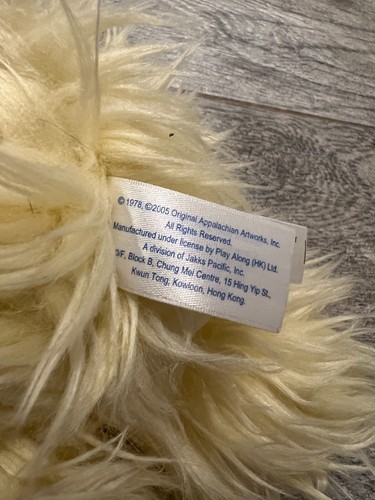 © 1978, ©2005 Original Appalachian Artworks, Inc.
All Rights Reserved.
Manufactured under license by Play Along (HK) Ltd.
A division of Jakks Pacific, Inc.
/F, Block B, Chung Mei Centre, 15 Hing Yip St.,
Kwun Tong, Kowloon, Hong Kong.